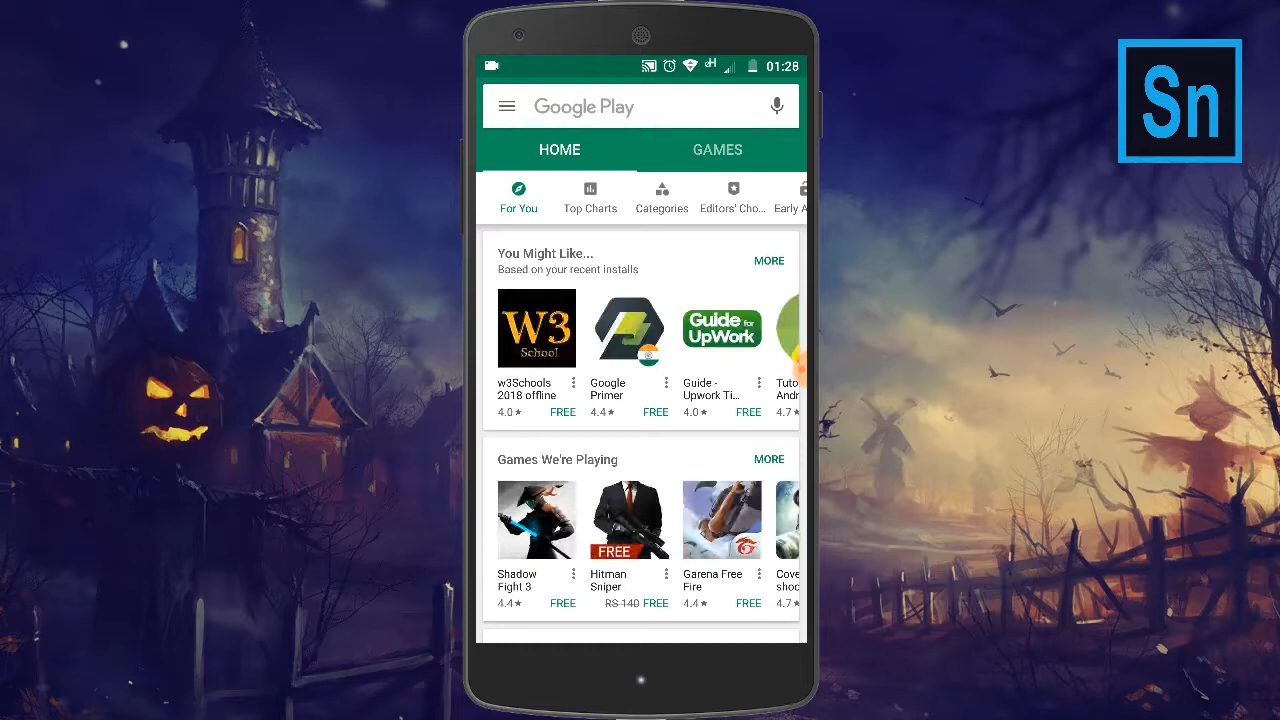 Sn
01:28
Google Play
HOME
GAMES
For You
Top Charts
Categories
Editors' Cho...
Early A
You Might Like...
MORE
Based on your recent installs
W3
School
Guide for
UpWork
w3Schools
2018 offline
4.0★ FREE
Google
Primer
4.4★ FREE
Guide -
Upwork Ti...
4.0★ FREE
Tuto
Andr
4.7★
Games We're Playing
MORE
FREE
Shadow
Fight 3
4.4★ FREE
Hitman
Sniper
RS 140 FREE
Garena Free
Fire
4.4★ FREE
Cove
shoo
4.7★